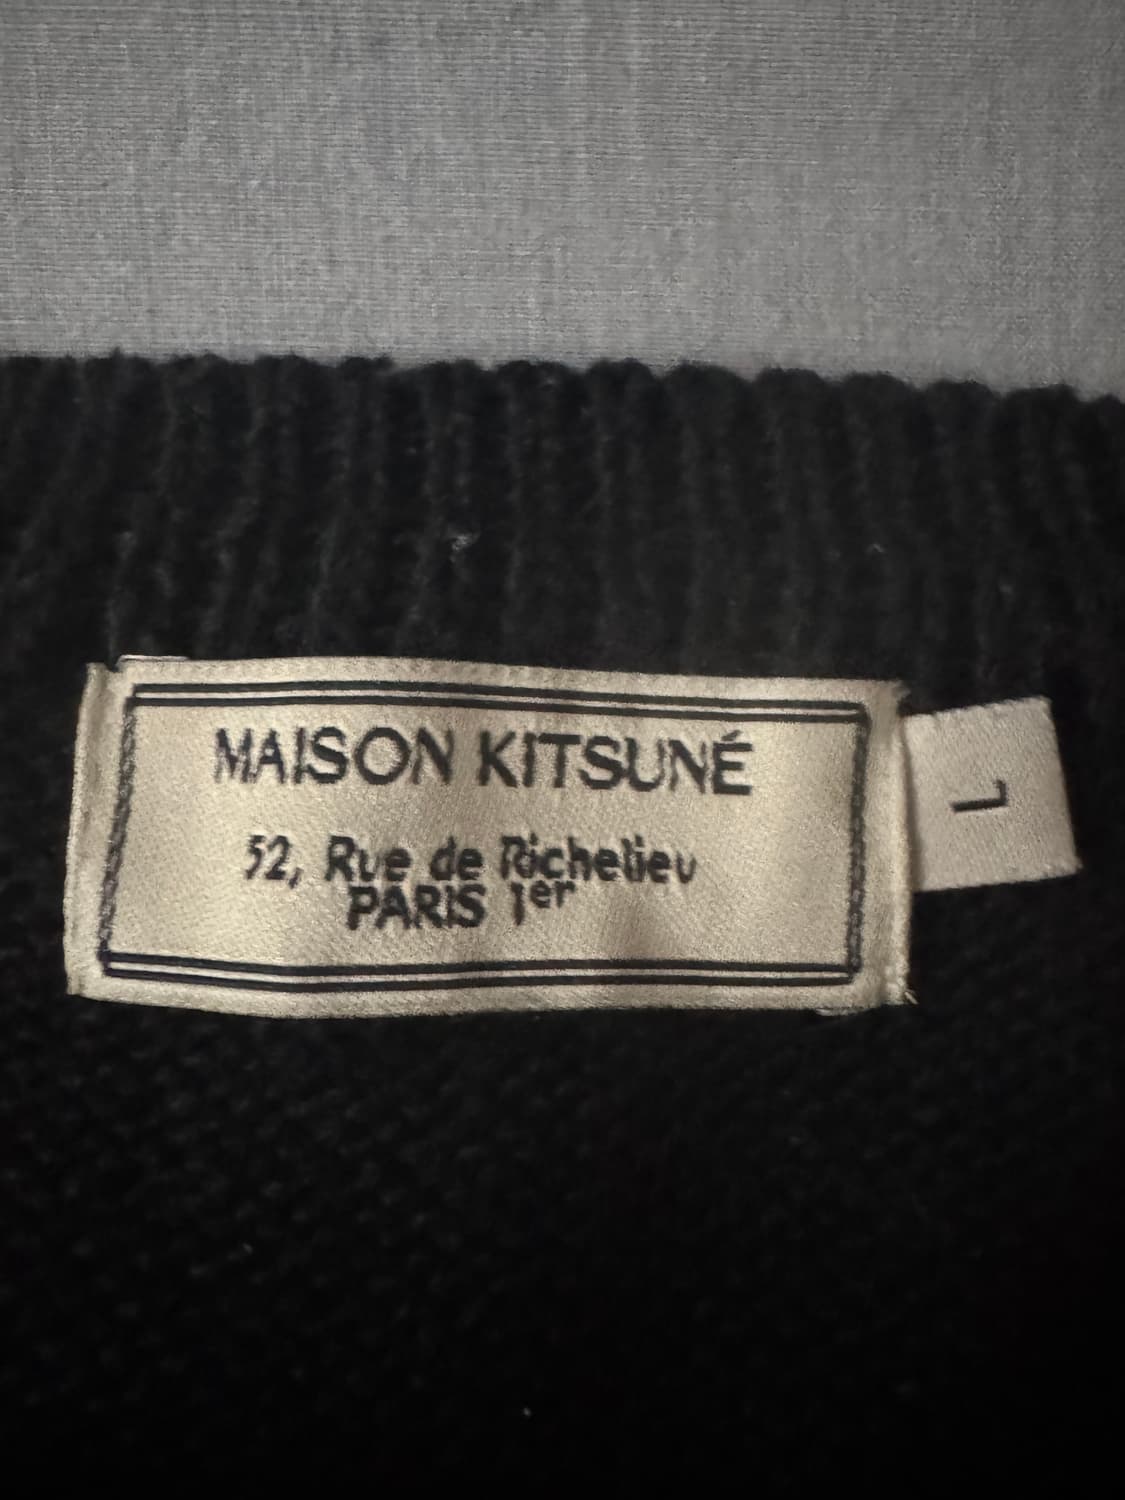 MAISON KITSUNÉ
52, Rue de Richelieu
PARIS 1er
L